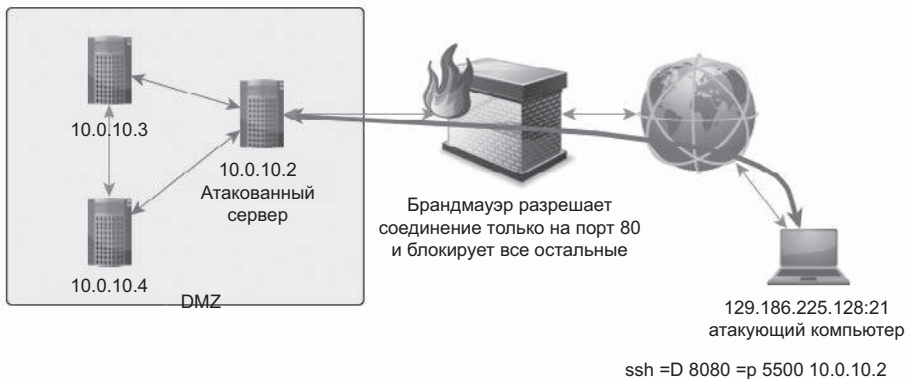 10.0.10.3
10.0.10.2
Атакованный
сервер
10.0.10.4
DMZ
Брандмауэр разрешает
соединение только на порт 80
и блокирует все остальные
129.186.225.128:21
атакующий компьютер
ssh =D 8080 =p 5500 10.0.10.2